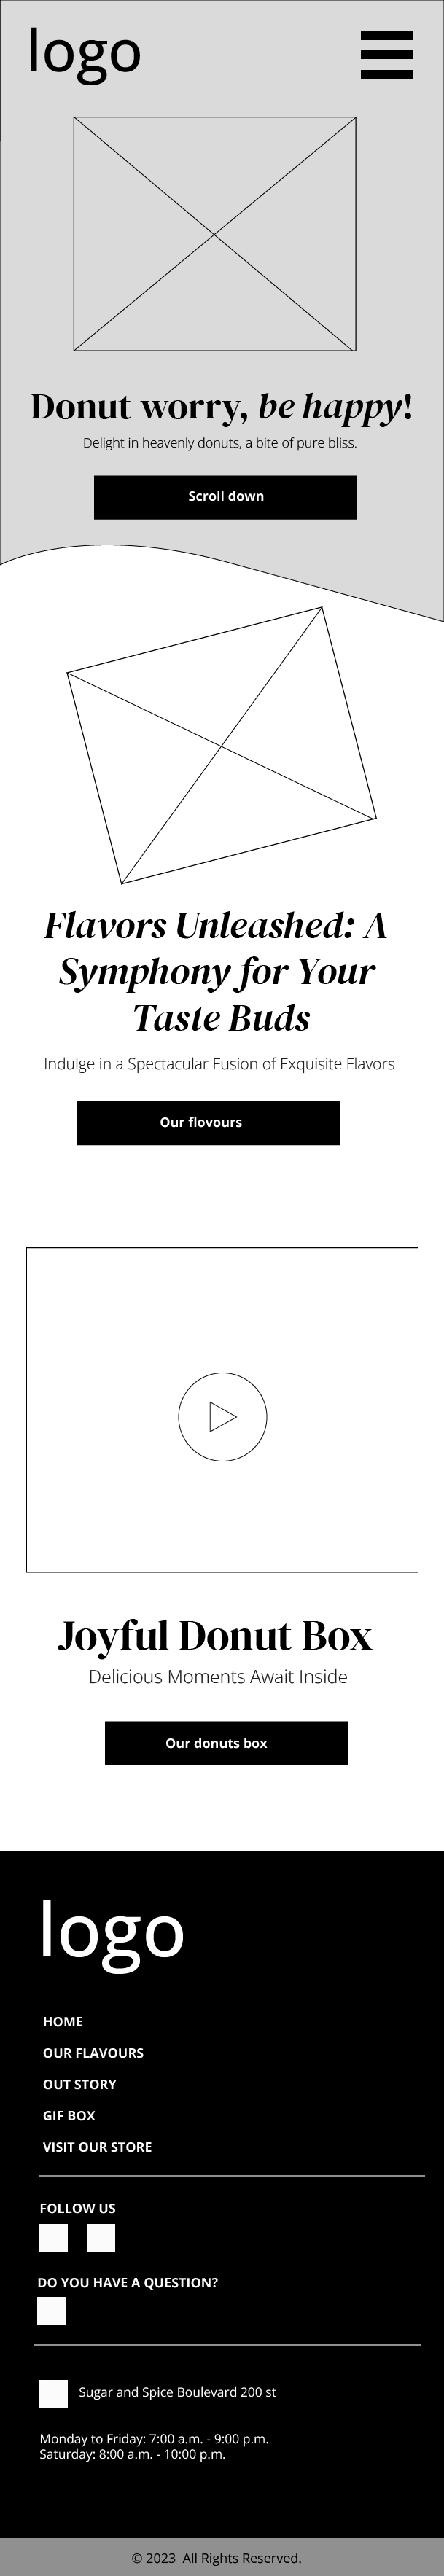 logo
Donut worry, be happy!
Delight in heavenly donuts, a bite of pure bliss.
Scroll down
Flavors Unleashed: A
Symphony for Your
Taste Buds
Indulge in a Spectacular Fusion of Exquisite Flavors
Our flovours
Joyful Donut Box
Delicious Moments Await Inside
Our donuts box
logo
HOME
OUR FLAVOURS
OUT STORY
GIF BOX
VISIT OUR STORE
FOLLOW US
DO YOU HAVE A QUESTION?
Sugar and Spice Boulevard 200 st
Monday to Friday: 7:00 a.m. - 9:00 p.m.
Saturday: 8:00 a.m. - 10:00 p.m.
© 2023  All Rights Reserved.